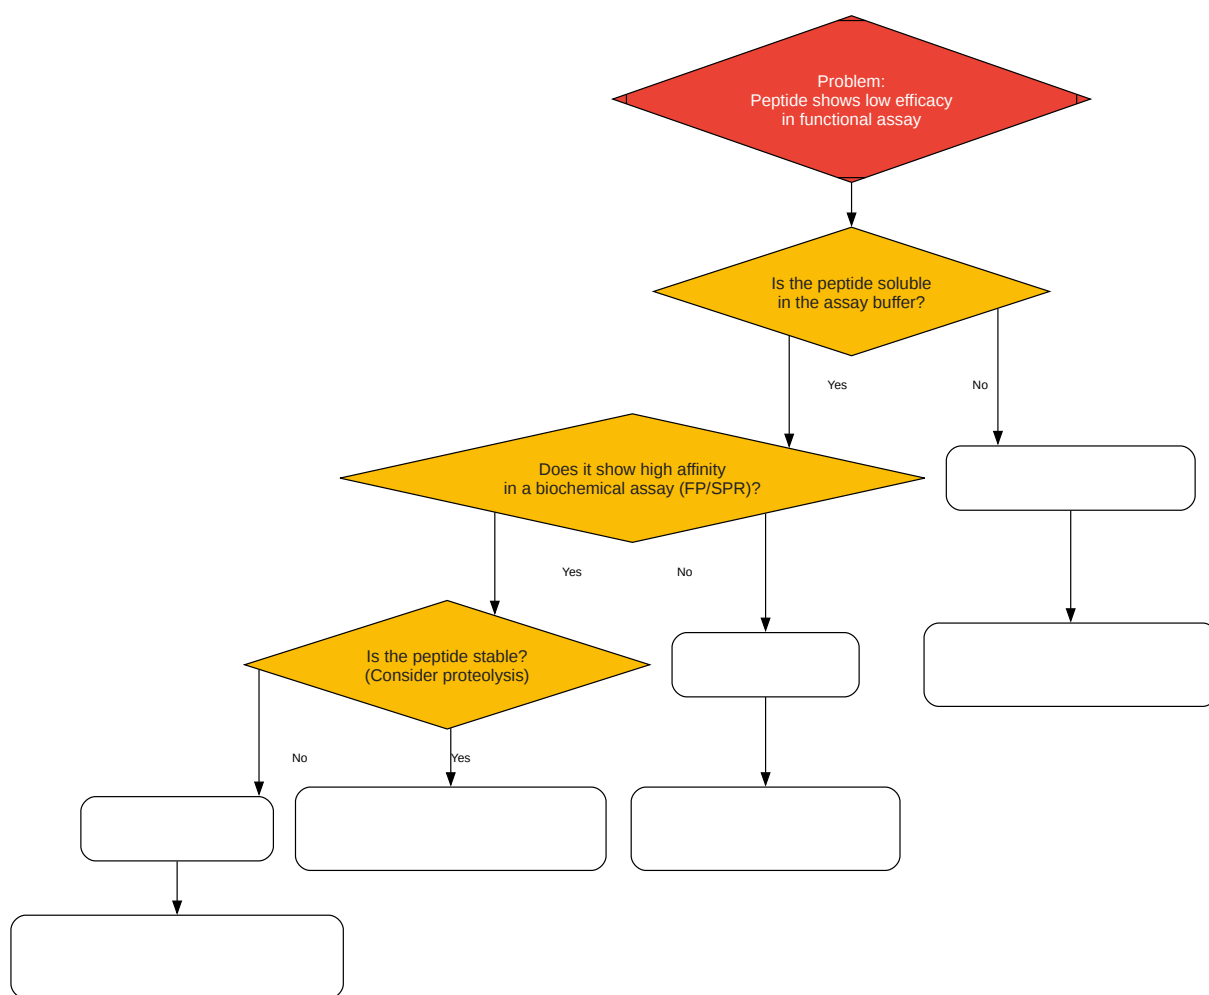 Problem:
Peptide shows low efficacy
in functional assay
Is the peptide soluble
in the assay buffer?
Yes
No
Does it show high affinity
in a biochemical assay (FP/SPR)?
Yes
No
Is the peptide stable?
(Consider proteolysis)
No
Yes